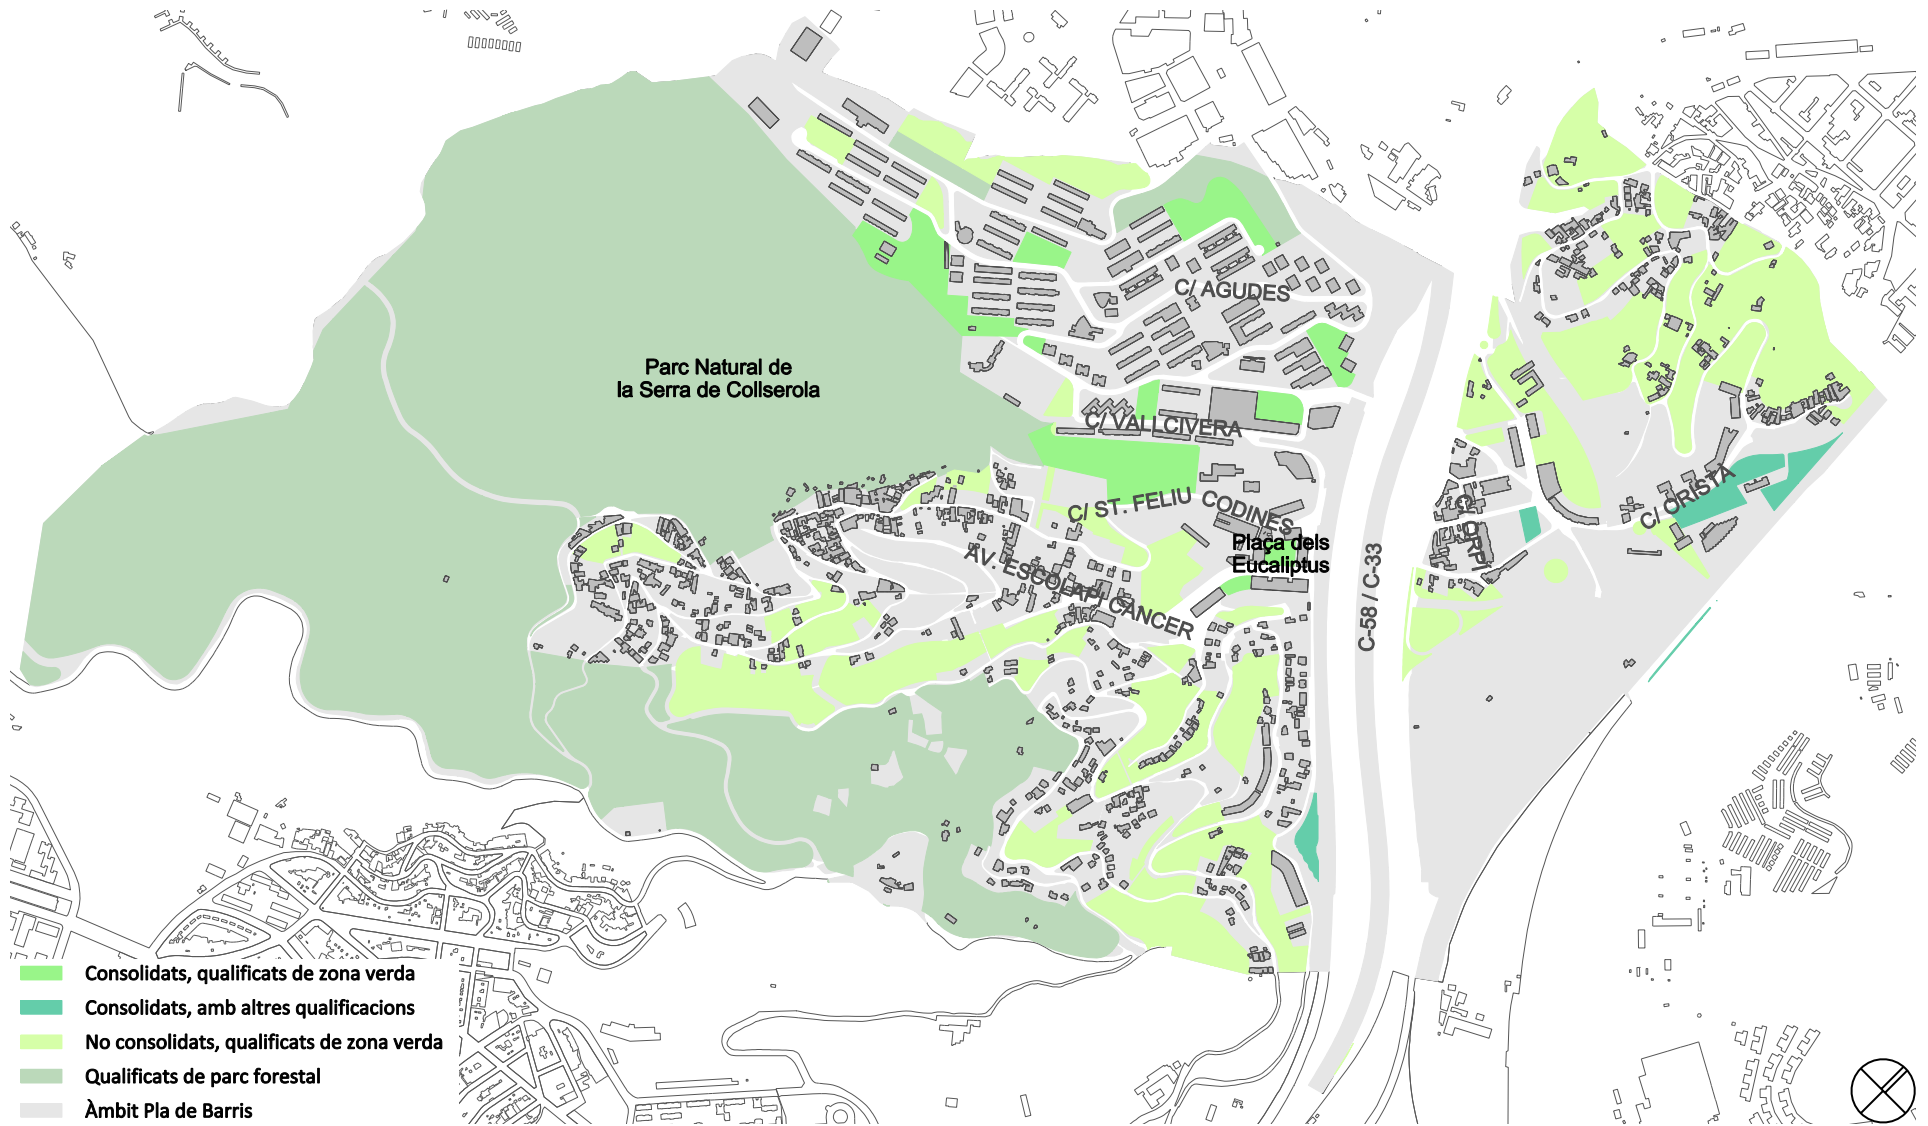 C/ AGUDES
Parc Natural de
la Serra de Collserola
C/ VALLCIVERA
C/ ORISTÀ
C/ ST. FELIU CODINES
C/ CRPI
Plaça dels
Eucaliptus
AV. ESCOLAPI CÀNCER
C-58 / C-33
Consolidats, qualificats de zona verda
Consolidats, amb altres qualificacions
No consolidats, qualificats de zona verda
Qualificats de parc forestal
Àmbit Pla de Barris